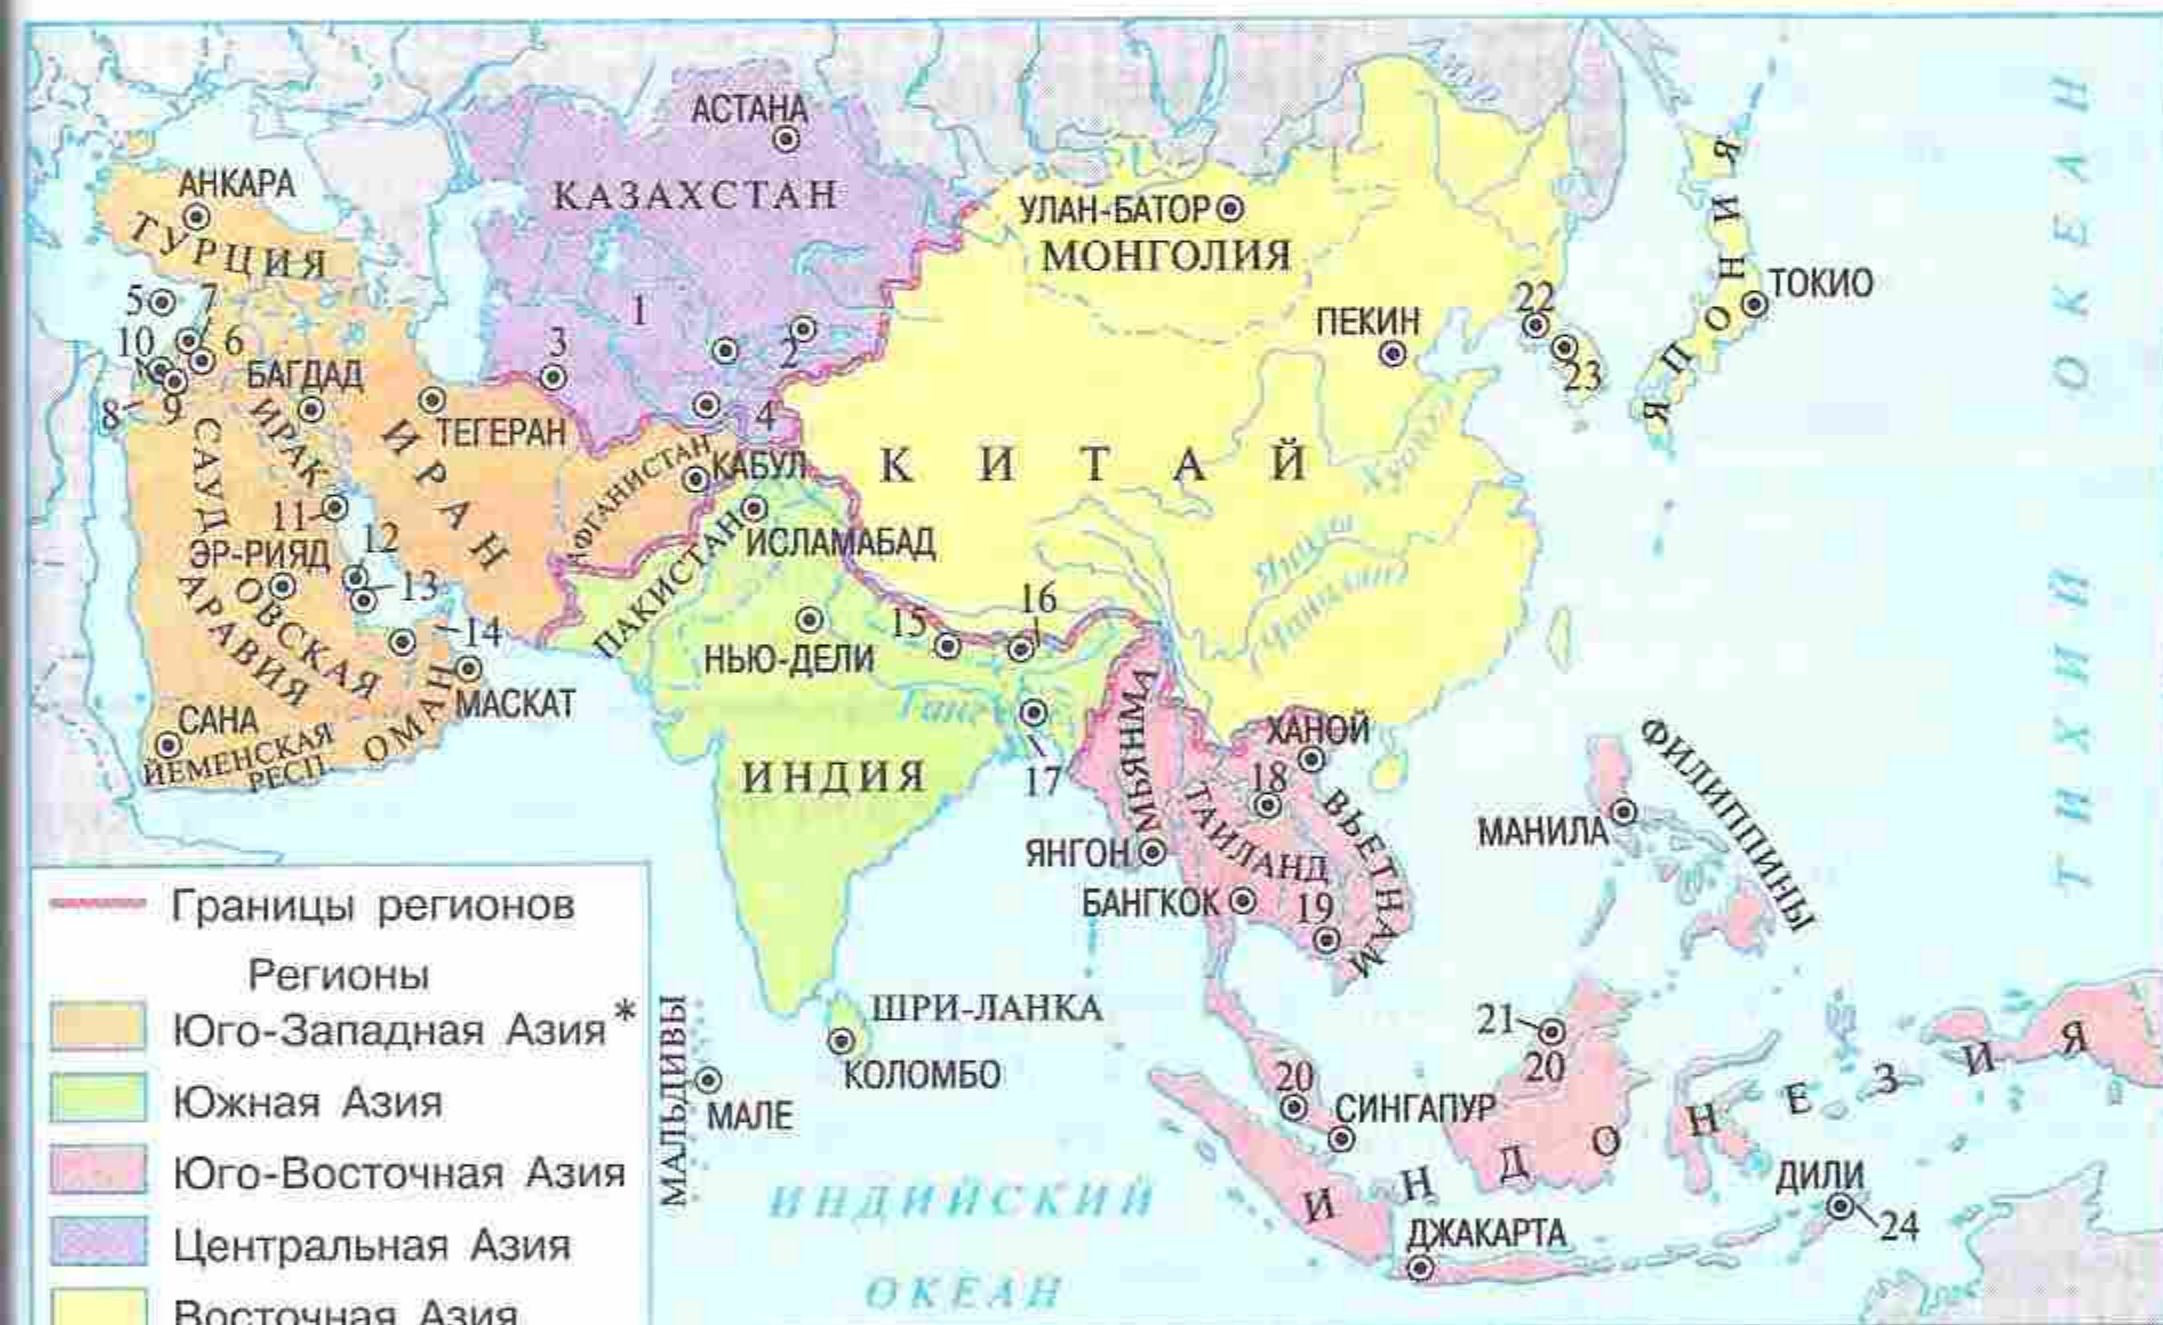 АСТАНА
КАЗАХСТАН
АНКАРА
ТУРЦИЯ
УЛАН-БАТОР
МОНГОЛИЯ
ЯПОНИЯ
ТОКИО
ПЕКИН
22
23
5
7
10
6
8
9
3
1
2
4
БАГДАД
ИРАК
ТЕГЕРАН
ИРАН
АФГАНИСТАН
КАБУЛ
КИТАЙ
Хуанхэ
Янцзы
(Чанцзян)
ИСЛАМАБАД
ПАКИСТАН
11
12
13
14
ЭР-РИЯД
САУДОВСКАЯ
АРАВИЯ
МАСКАТ
ОМАН
САНА
ЙЕМЕНСКАЯ
РЕСП.
НЬЮ-ДЕЛИ
15
16
Ганг
17
ИНДИЯ
МЬЯНМА
ЯНГОН
ХАНОЙ
18
ТАИЛАНД
ВЬЕТНАМ
БАНГКОК
19
МАНИЛА
ФИЛИППИНЫ
ТИХИЙ ОКЕАН
ШРИ-ЛАНКА
КОЛОМБО
МАЛЬДИВЫ
МАЛЕ
21
20
20
СИНГАПУР
ИНДОНЕЗИЯ
ДЖАКАРТА
ДИЛИ
24
ИНДИЙСКИЙ
ОКЕАН
Границы регионов
Регионы
Юго-Западная Азия*
Южная Азия
Юго-Восточная Азия
Центральная Азия
Восточная Азия